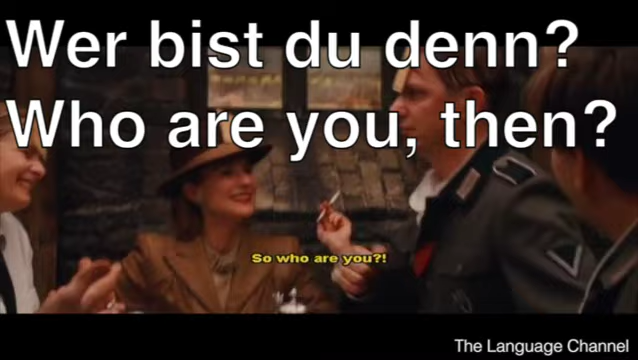 Wer bist du denn?
Who are you, then?
So who are you?!
The Language Channel